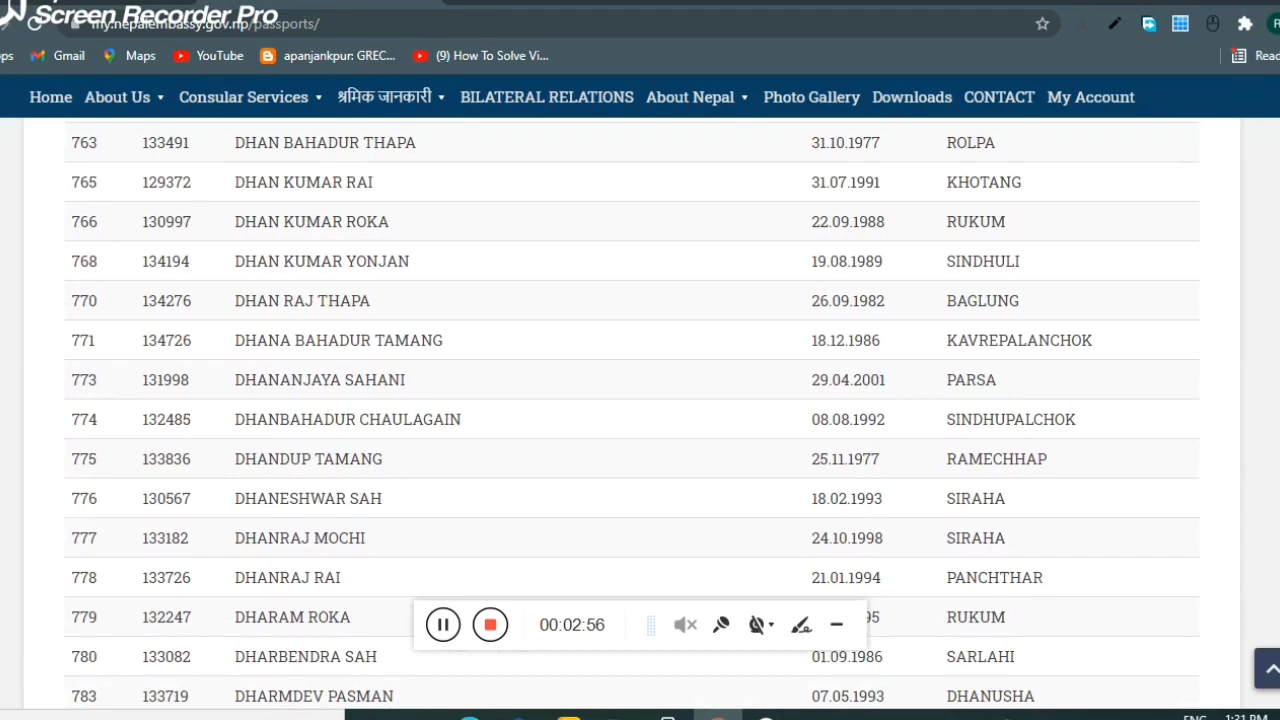 Screen Recorder Pro
my.nepalembassy.gov.np/passports/
Gmail Maps YouTube apanjankpur: GREC... (9) How To Solve Vi...
Home About Us Consular Services श्रमिक जानकारी BILATERAL RELATIONS About Nepal Photo Gallery Downloads CONTACT My Account
763 133491 DHAN BAHADUR THAPA 31.10.1977 ROLPA
765 129372 DHAN KUMAR RAI 31.07.1991 KHOTANG
766 130997 DHAN KUMAR ROKA 22.09.1988 RUKUM
768 134194 DHAN KUMAR YONJAN 19.08.1989 SINDHULI
770 134276 DHAN RAJ THAPA 26.09.1982 BAGLUNG
771 134726 DHANA BAHADUR TAMANG 18.12.1986 KAVREPALANCHOK
773 131998 DHANANJAYA SAHANI 29.04.2001 PARSA
774 132485 DHANBAHADUR CHAULAGAIN 08.08.1992 SINDHUPALCHOK
775 133836 DHANDUP TAMANG 25.11.1977 RAMECHHAP
776 130567 DHANESHWAR SAH 18.02.1993 SIRAHA
777 133182 DHANRAJ MOCHI 24.10.1998 SIRAHA
778 133726 DHANRAJ RAI 21.01.1994 PANCHTHAR
779 132247 DHARAM ROKA 95 RUKUM
00:02:56
780 133082 DHARBENDRA SAH 01.09.1986 SARLAHI
783 133719 DHARMDEV PASMAN 07.05.1993 DHANUSHA